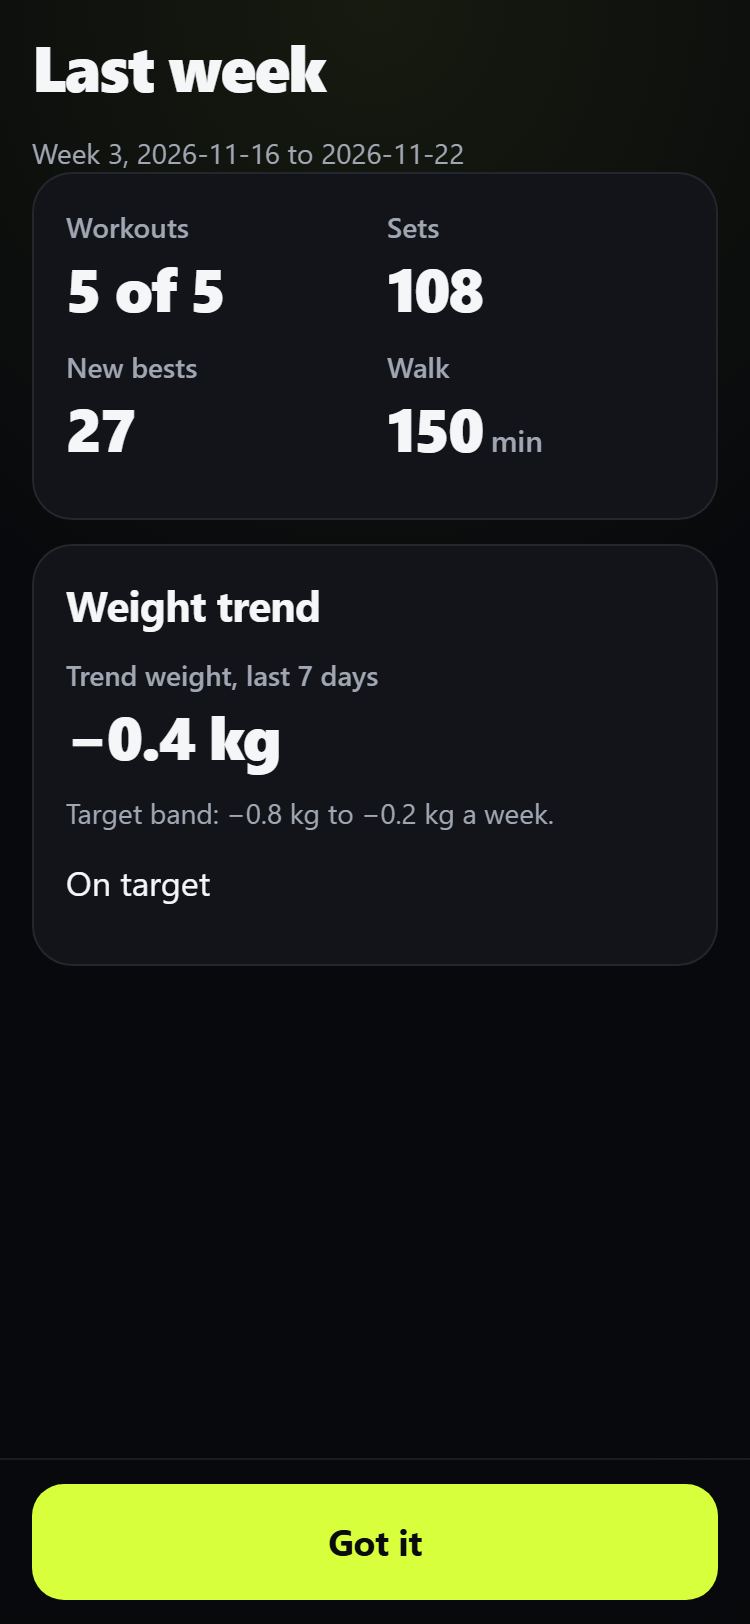 Last week
Week 3, 2026-11-16 to 2026-11-22
Workouts
5 of 5
Sets
108
New bests
27
Walk
150 min
Weight trend
Trend weight, last 7 days
−0.4 kg
Target band: −0.8 kg to −0.2 kg a week.
On target
Got it